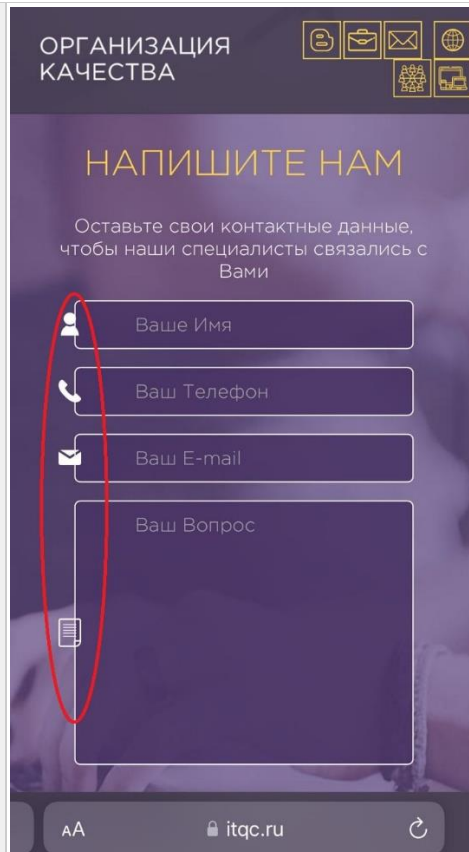 ОРГАНИЗАЦИЯ
КАЧЕСТВА
НАПИШИТЕ НАМ
Оставьте свои контактные данные,
чтобы наши специалисты связались с
Вами
Ваше Имя
Ваш Телефон
Ваш E-mail
Ваш Вопрос
AA
itqc.ru